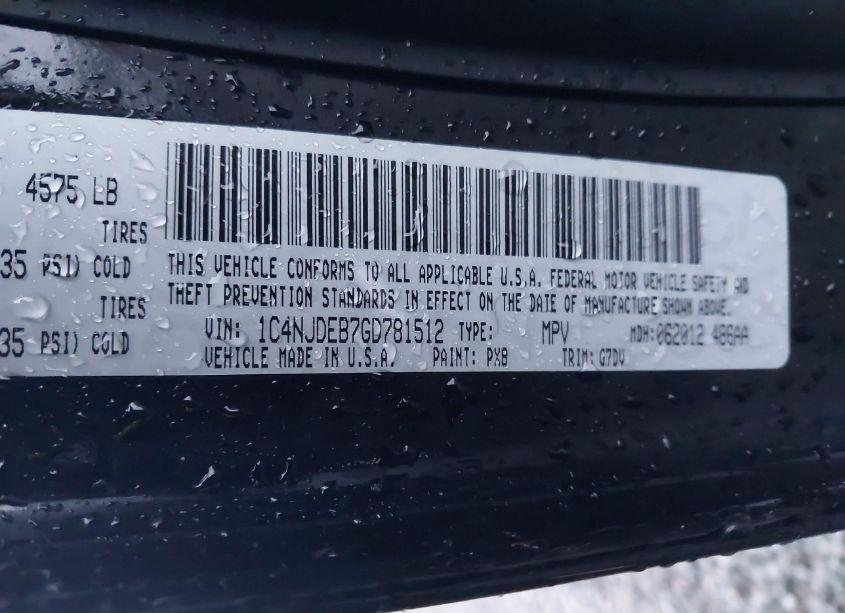 4575 LB
TIRES
35 PSI) COLD
TIRES
35 PSI) COLD
THIS VEHICLE CONFORMS TO ALL APPLICABLE U.S.A. FEDERAL MOTOR VEHICLE SAFETY AND
THEFT PREVENTION STANDARDS IN EFFECT ON THE DATE OF MANUFACTURE SHOWN ABOVE.
VIN: 1C4NJDEB7GD781512 TYPE: MPV MDH: 062012 486AA
VEHICLE MADE IN U.S.A. PAINT: PX8 TRIM: G7DV